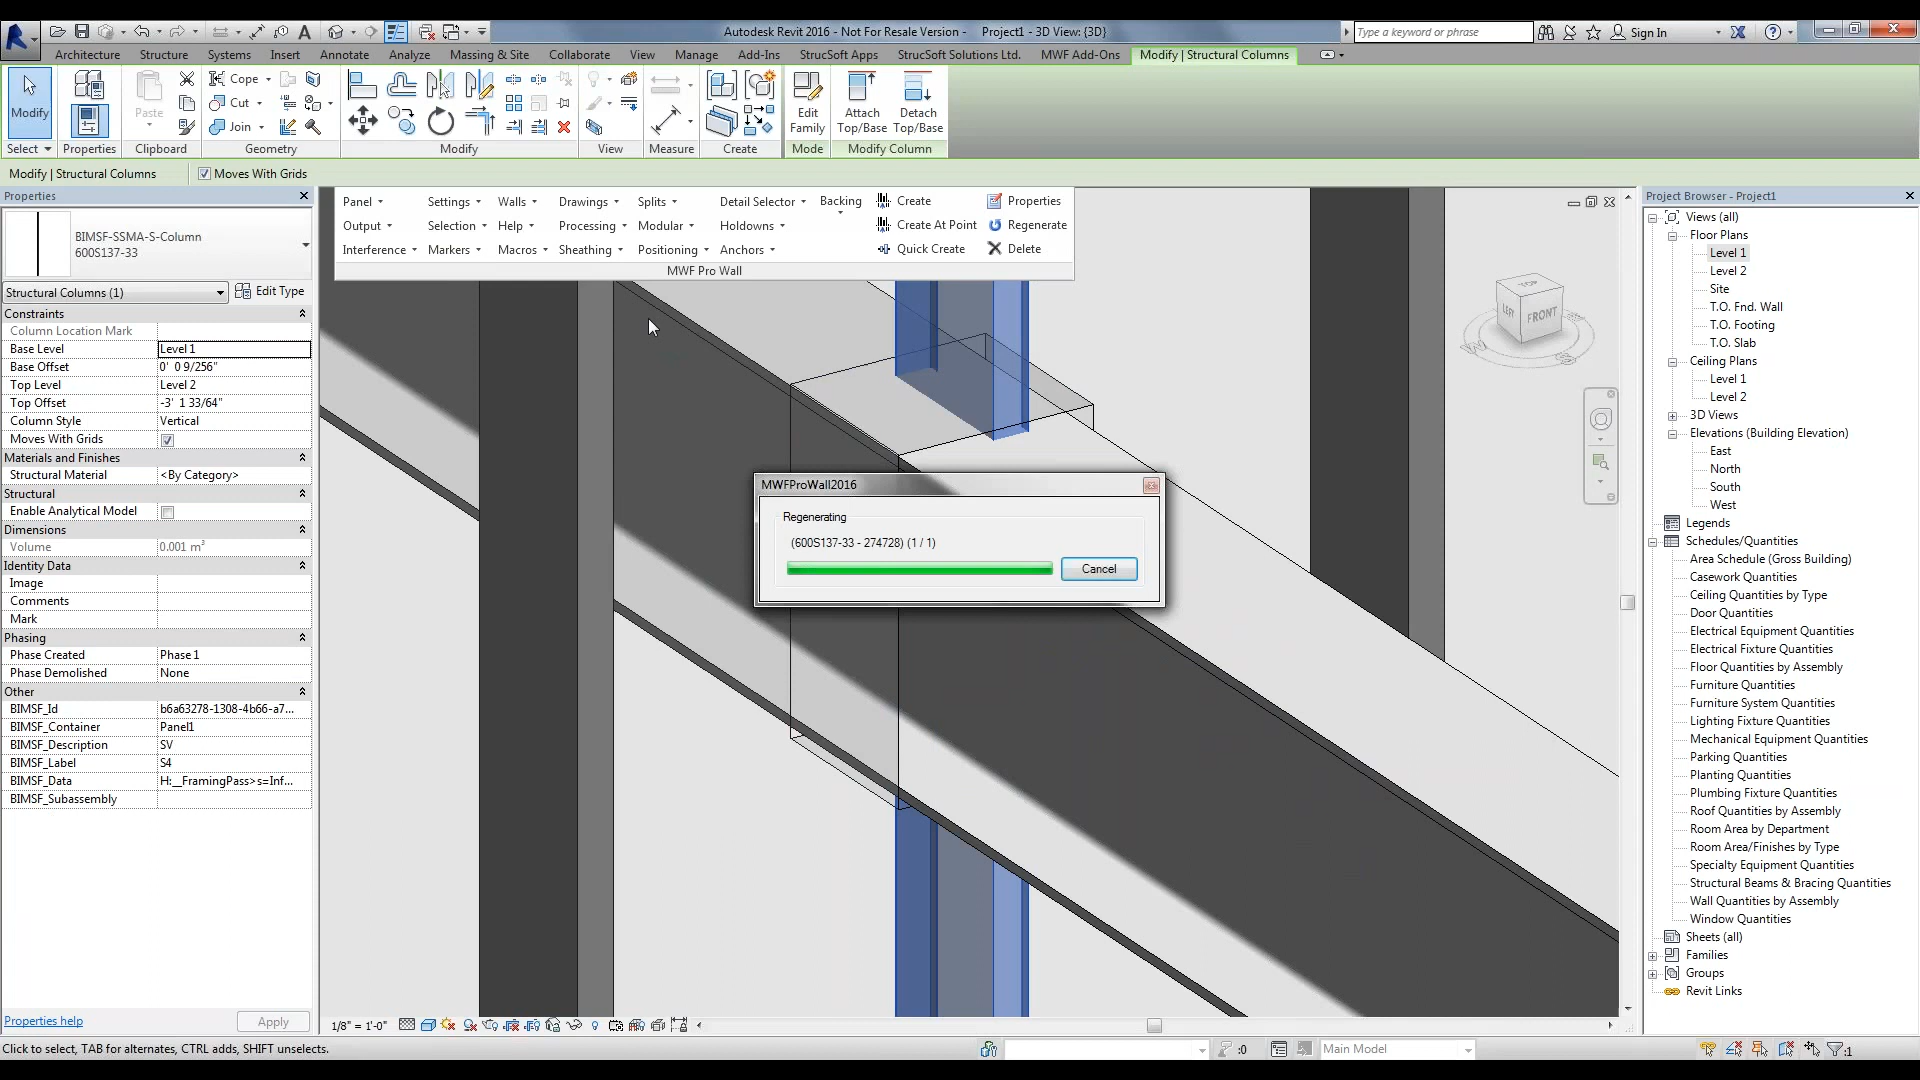 Autodesk Revit 2016 - Not For Resale Version -    Project1 - 3D View: {3D}
Type a keyword or phrase
Sign In
Architecture
Structure
Systems
Insert
Annotate
Analyze
Massing & Site
Collaborate
View
Manage
Add-Ins
StrucSoft Apps
StrucSoft Solutions Ltd.
MWF Add-Ons
Modify | Structural Columns
Modify
Paste
Cope
Cut
Join
Edit
Family
Attach
Top/Base
Detach
Top/Base
Select
Properties
Clipboard
Geometry
Modify
View
Measure
Create
Mode
Modify Column
Modify | Structural Columns
Moves With Grids
Properties
BIMSF-SSMA-S-Column
600S137-33
Structural Columns (1)
Edit Type
Constraints
Column Location Mark
Base Level
Level 1
Base Offset
0'  0 9/256"
Top Level
Level 2
Top Offset
-3'  1 33/64"
Column Style
Vertical
Moves With Grids
Materials and Finishes
Structural Material
<By Category>
Structural
Enable Analytical Model
Dimensions
Volume
0.001 m³
Identity Data
Image
Comments
Mark
Phasing
Phase Created
Phase 1
Phase Demolished
None
Other
BIMSF_Id
b6a63278-1308-4b66-a7...
BIMSF_Container
Panel1
BIMSF_Description
SV
BIMSF_Label
S4
BIMSF_Data
H:__FramingPass>s=Inf...
BIMSF_Subassembly
Properties help
Apply
Panel
Settings
Walls
Drawings
Splits
Detail Selector
Backing
Create
Properties
Output
Selection
Help
Processing
Modular
Holdowns
Create At Point
Regenerate
Interference
Markers
Macros
Sheathing
Positioning
Anchors
Quick Create
Delete
MWF Pro Wall
TOP
LEFT
FRONT
MWFProWall2016
Regenerating
(600S137-33 - 274728) (1 / 1)
Cancel
1/8" = 1'-0"
Project Browser - Project1
Views (all)
Floor Plans
Level 1
Level 2
Site
T.O. Fnd. Wall
T.O. Footing
T.O. Slab
Ceiling Plans
Level 1
Level 2
3D Views
Elevations (Building Elevation)
East
North
South
West
Legends
Schedules/Quantities
Area Schedule (Gross Building)
Casework Quantities
Ceiling Quantities by Type
Door Quantities
Electrical Equipment Quantities
Electrical Fixture Quantities
Floor Quantities by Assembly
Furniture Quantities
Furniture System Quantities
Lighting Fixture Quantities
Mechanical Equipment Quantities
Parking Quantities
Planting Quantities
Plumbing Fixture Quantities
Roof Quantities by Assembly
Room Area by Department
Room Area/Finishes by Type
Specialty Equipment Quantities
Structural Beams & Bracing Quantities
Wall Quantities by Assembly
Window Quantities
Sheets (all)
Families
Groups
Revit Links
Click to select, TAB for alternates, CTRL adds, SHIFT unselects.
:0
Main Model
:1